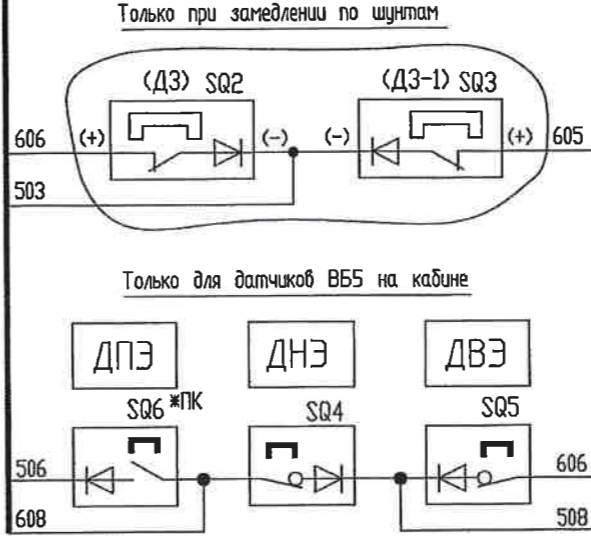 Только при замедлении по шунтам
(ДЗ) SQ2 (ДЗ-1) SQ3
606 (+) (-) (-) (+) 605
503
Только для датчиков ВБ5 на кабине
ДПЭ ДНЭ ДВЭ
SQ6 *ПК SQ4 SQ5
506 606
608 508